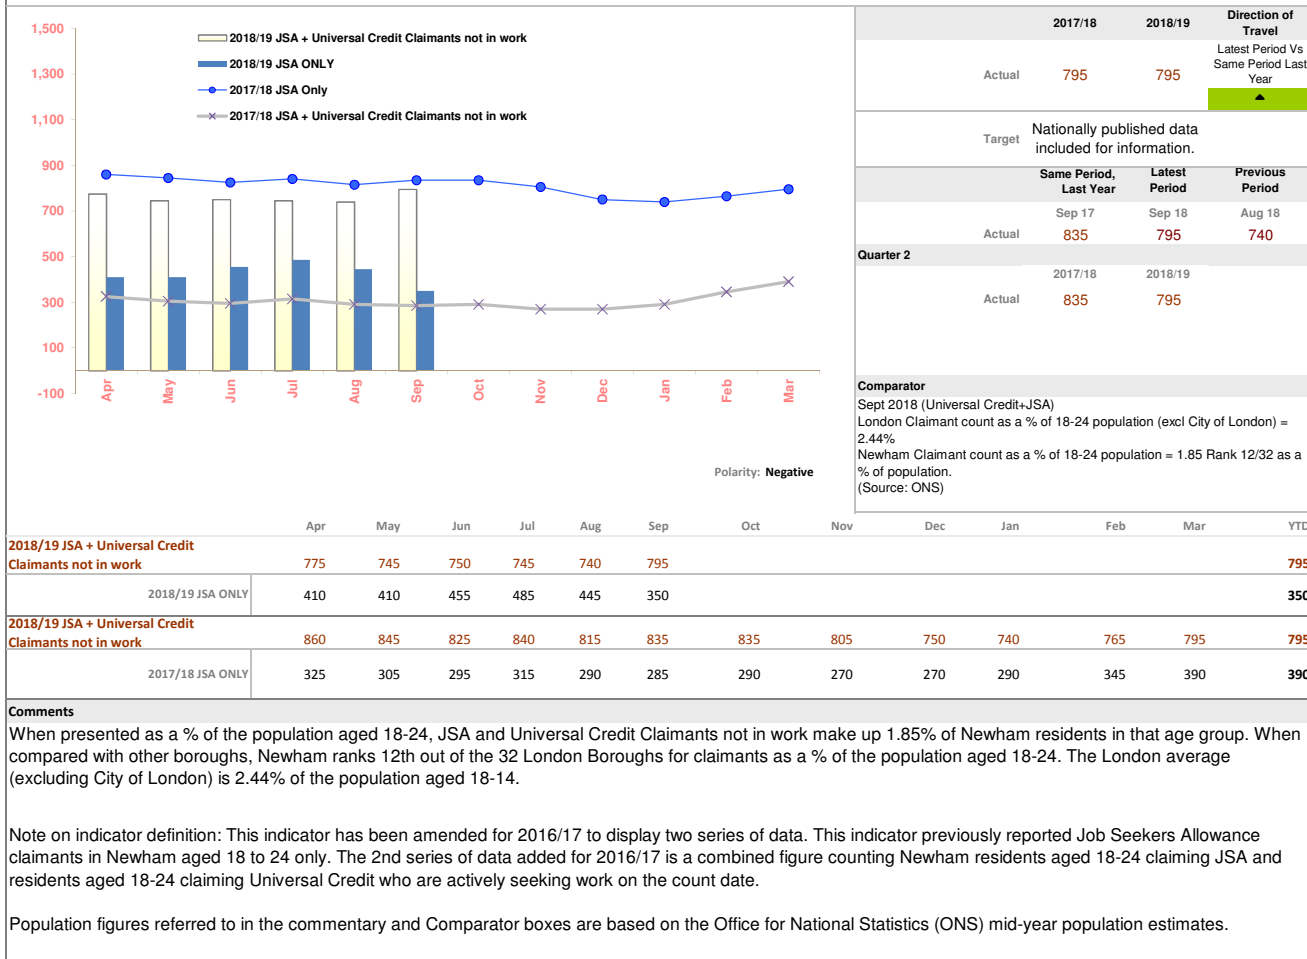 1,500
1,300
1,100
900
700
500
300
100
-100
2018/19 JSA + Universal Credit Claimants not in work
2018/19 JSA ONLY
2017/18 JSA Only
2017/18 JSA + Universal Credit Claimants not in work
Apr May Jun Jul Aug Sep Oct Nov Dec Jan Feb Mar
Polarity: Negative
2017/18 2018/19 Direction of
Travel
Actual 795 795
Latest Period Vs
Same Period Last
Year
Target
Nationally published data
included for information.
Same Period, Latest Previous
Last Year Period Period
Sep 17 Sep 18 Aug 18
Actual 835 795 740
Quarter 2
2017/18 2018/19
Actual 835 795
Comparator
Sept 2018 (Universal Credit+JSA)
London Claimant count as a % of 18-24 population (excl City of London) =
2.44%
Newham Claimant count as a % of 18-24 population = 1.85 Rank 12/32 as a
% of population.
(Source: ONS)
Apr May Jun Jul Aug Sep Oct Nov Dec Jan Feb Mar YTD
2018/19 JSA + Universal Credit
Claimants not in work 775 745 750 745 740 795 795
2018/19 JSA ONLY 410 410 455 485 445 350 350
2018/19 JSA + Universal Credit
Claimants not in work 860 845 825 840 815 835 835 805 750 740 765 795 795
2017/18 JSA ONLY 325 305 295 315 290 285 290 270 270 290 345 390 390
Comments
When presented as a % of the population aged 18-24, JSA and Universal Credit Claimants not in work make up 1.85% of Newham residents in that age group. When
compared with other boroughs, Newham ranks 12th out of the 32 London Boroughs for claimants as a % of the population aged 18-24. The London average
(excluding City of London) is 2.44% of the population aged 18-14.
Note on indicator definition: This indicator has been amended for 2016/17 to display two series of data. This indicator previously reported Job Seekers Allowance
claimants in Newham aged 18 to 24 only. The 2nd series of data added for 2016/17 is a combined figure counting Newham residents aged 18-24 claiming JSA and
residents aged 18-24 claiming Universal Credit who are actively seeking work on the count date.
Population figures referred to in the commentary and Comparator boxes are based on the Office for National Statistics (ONS) mid-year population estimates.